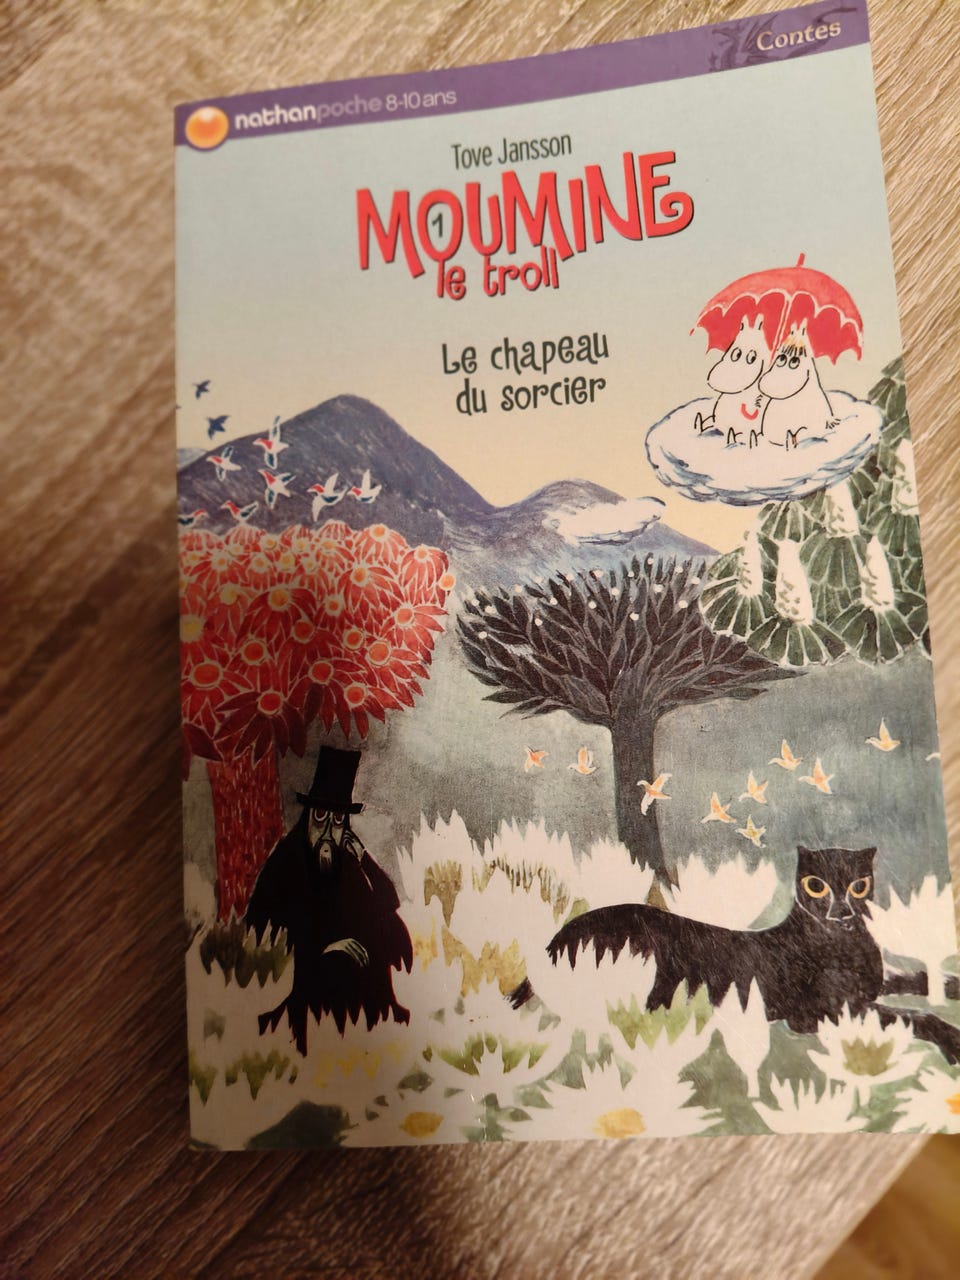 Contes
nathanpoche 8-10 ans
Tove Jansson
MOUMINE
1
le troll
Le chapeau
du sorcier